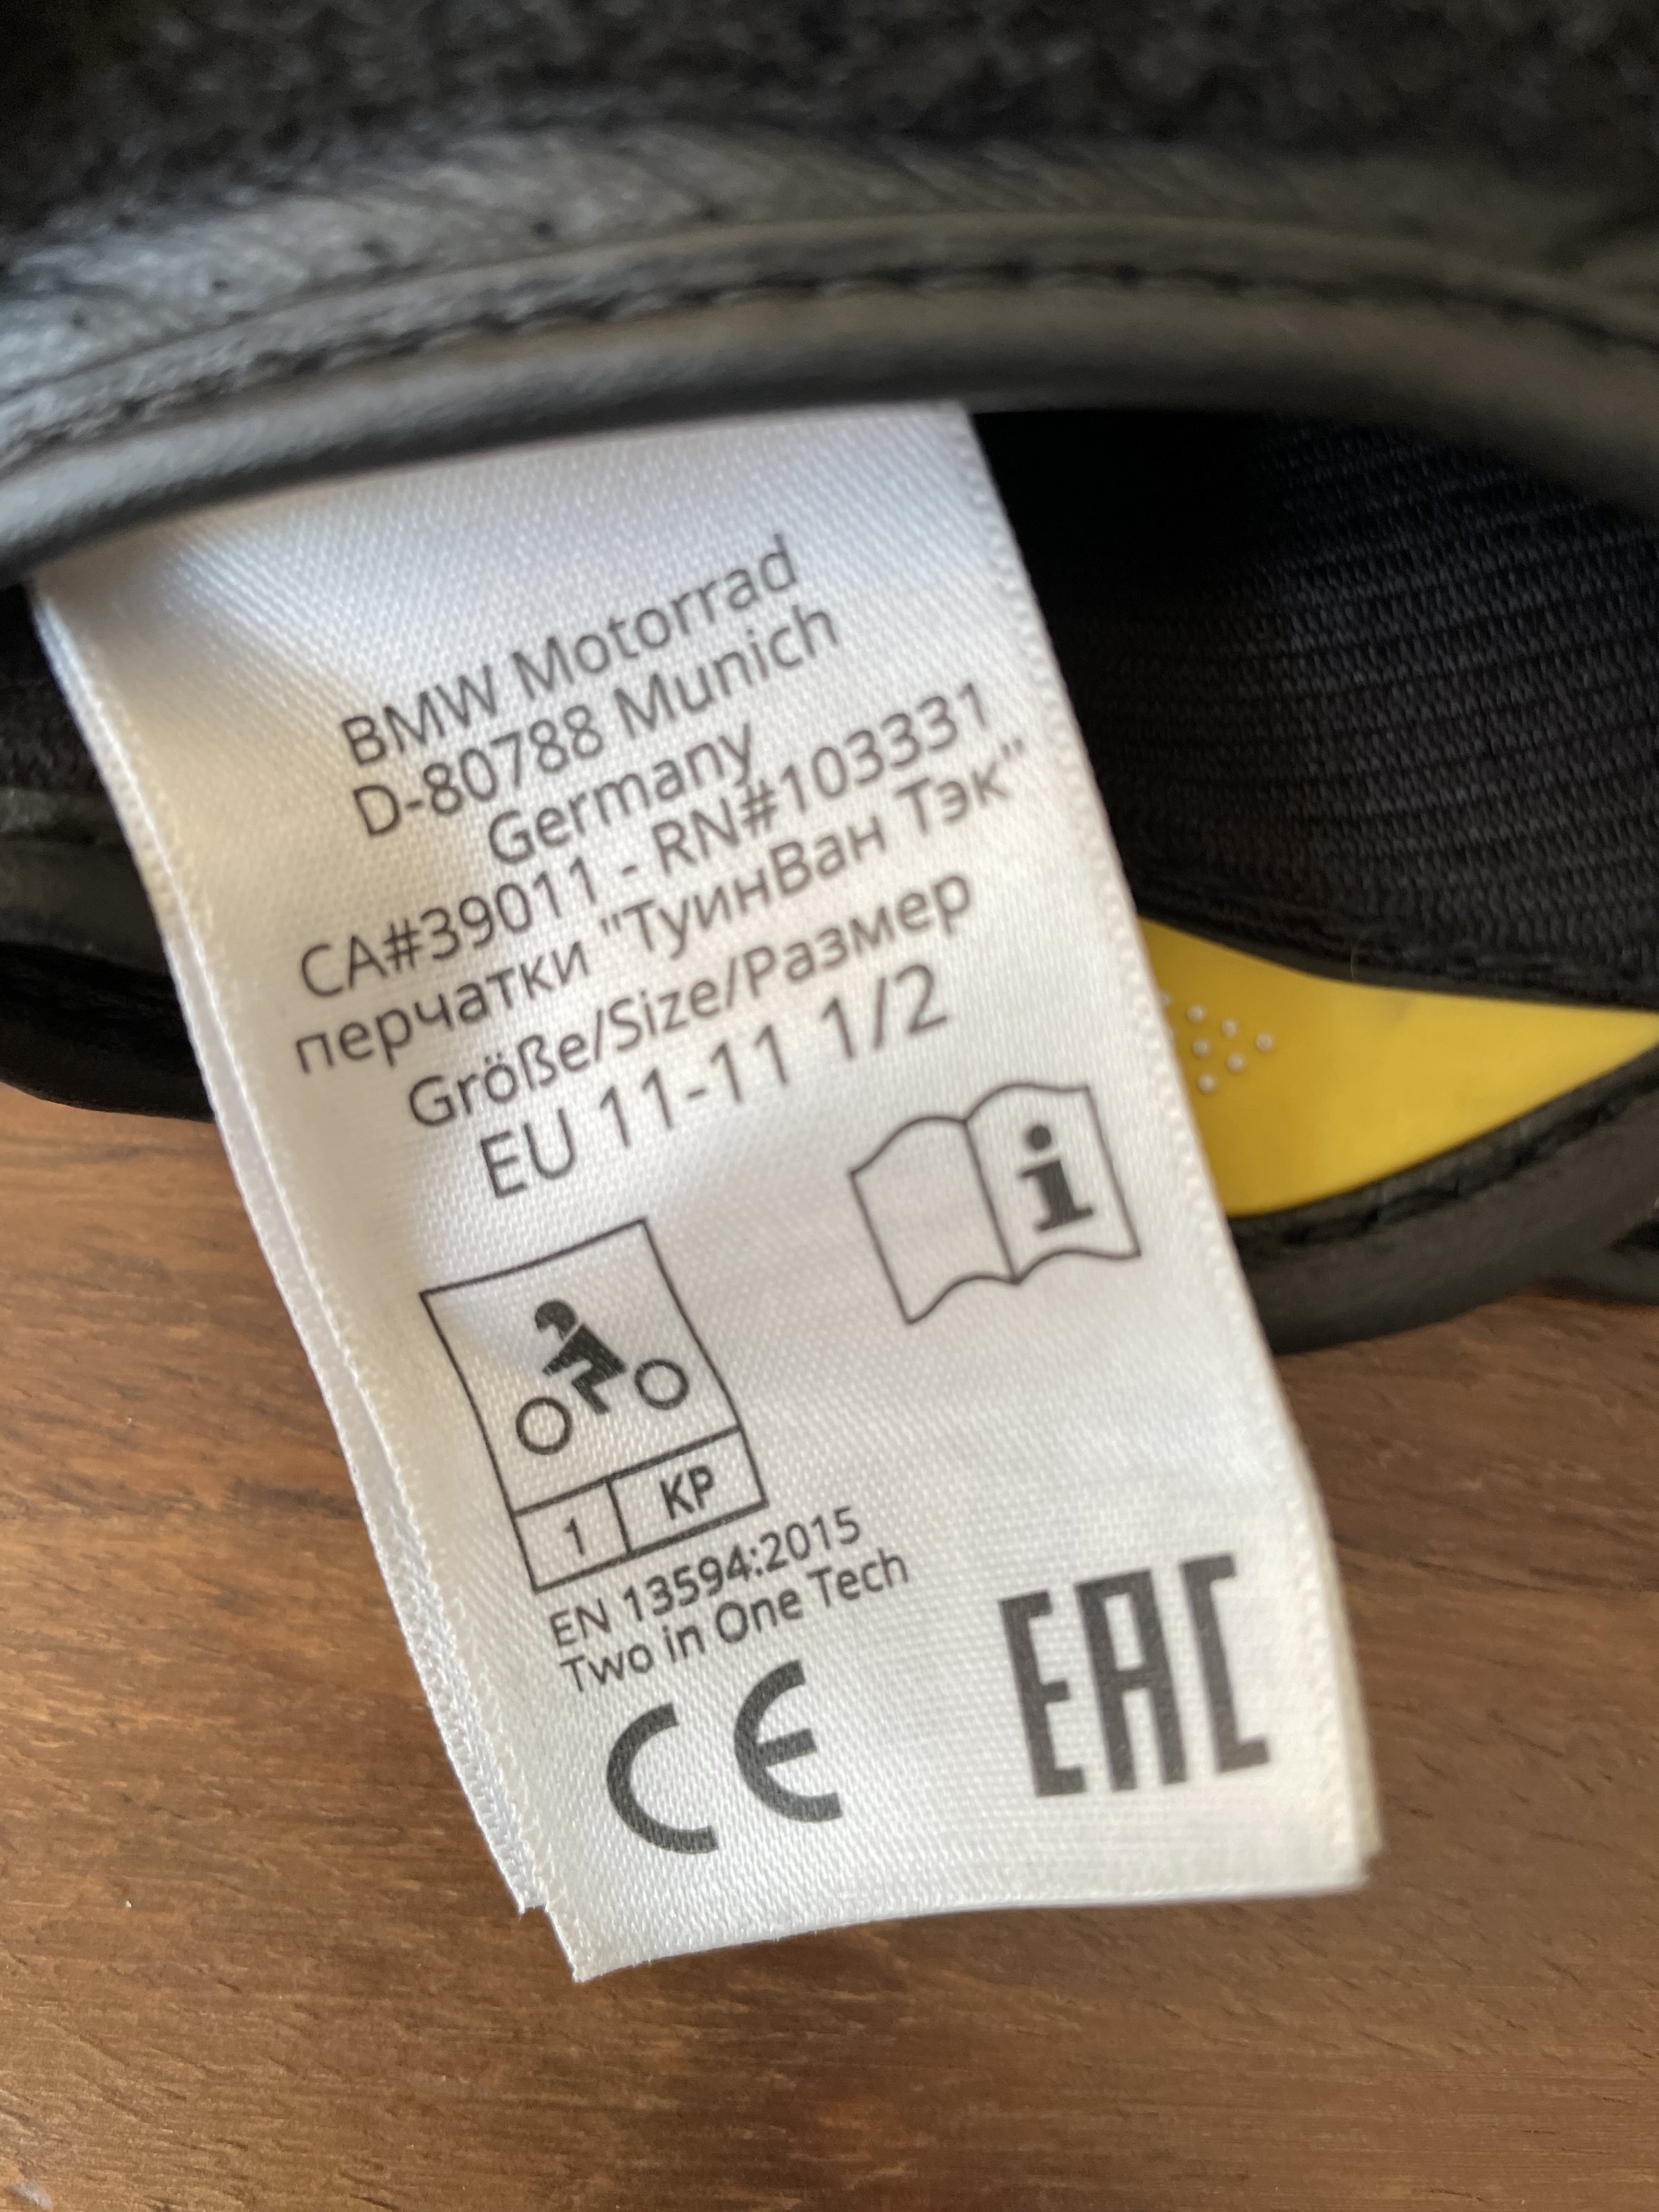 BMW Motorrad
D-80788 Munich
Germany
CA#39011 - RN#103331
перчатки "ТуинВан Тэк"
Größe/Size/Размер
EU 11-11 1/2
i
1 KP
EN 13594:2015
Two in One Tech
CE
EAC